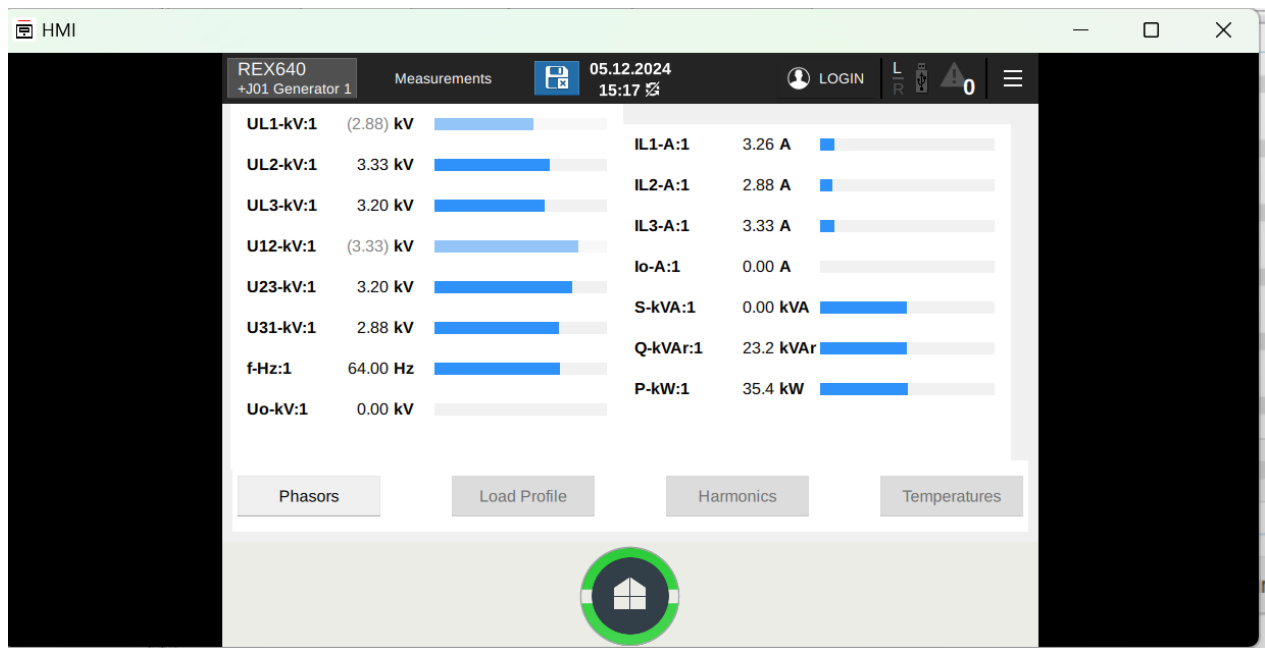 HMI
REX640
+J01 Generator 1
Measurements
05.12.2024
15:17
LOGIN
L
R
0
UL1-kV:1 (2.88) kV
UL2-kV:1 3.33 kV
UL3-kV:1 3.20 kV
U12-kV:1 (3.33) kV
U23-kV:1 3.20 kV
U31-kV:1 2.88 kV
f-Hz:1 64.00 Hz
Uo-kV:1 0.00 kV
IL1-A:1 3.26 A
IL2-A:1 2.88 A
IL3-A:1 3.33 A
Io-A:1 0.00 A
S-kVA:1 0.00 kVA
Q-kVAr:1 23.2 kVAr
P-kW:1 35.4 kW
Phasors
Load Profile
Harmonics
Temperatures